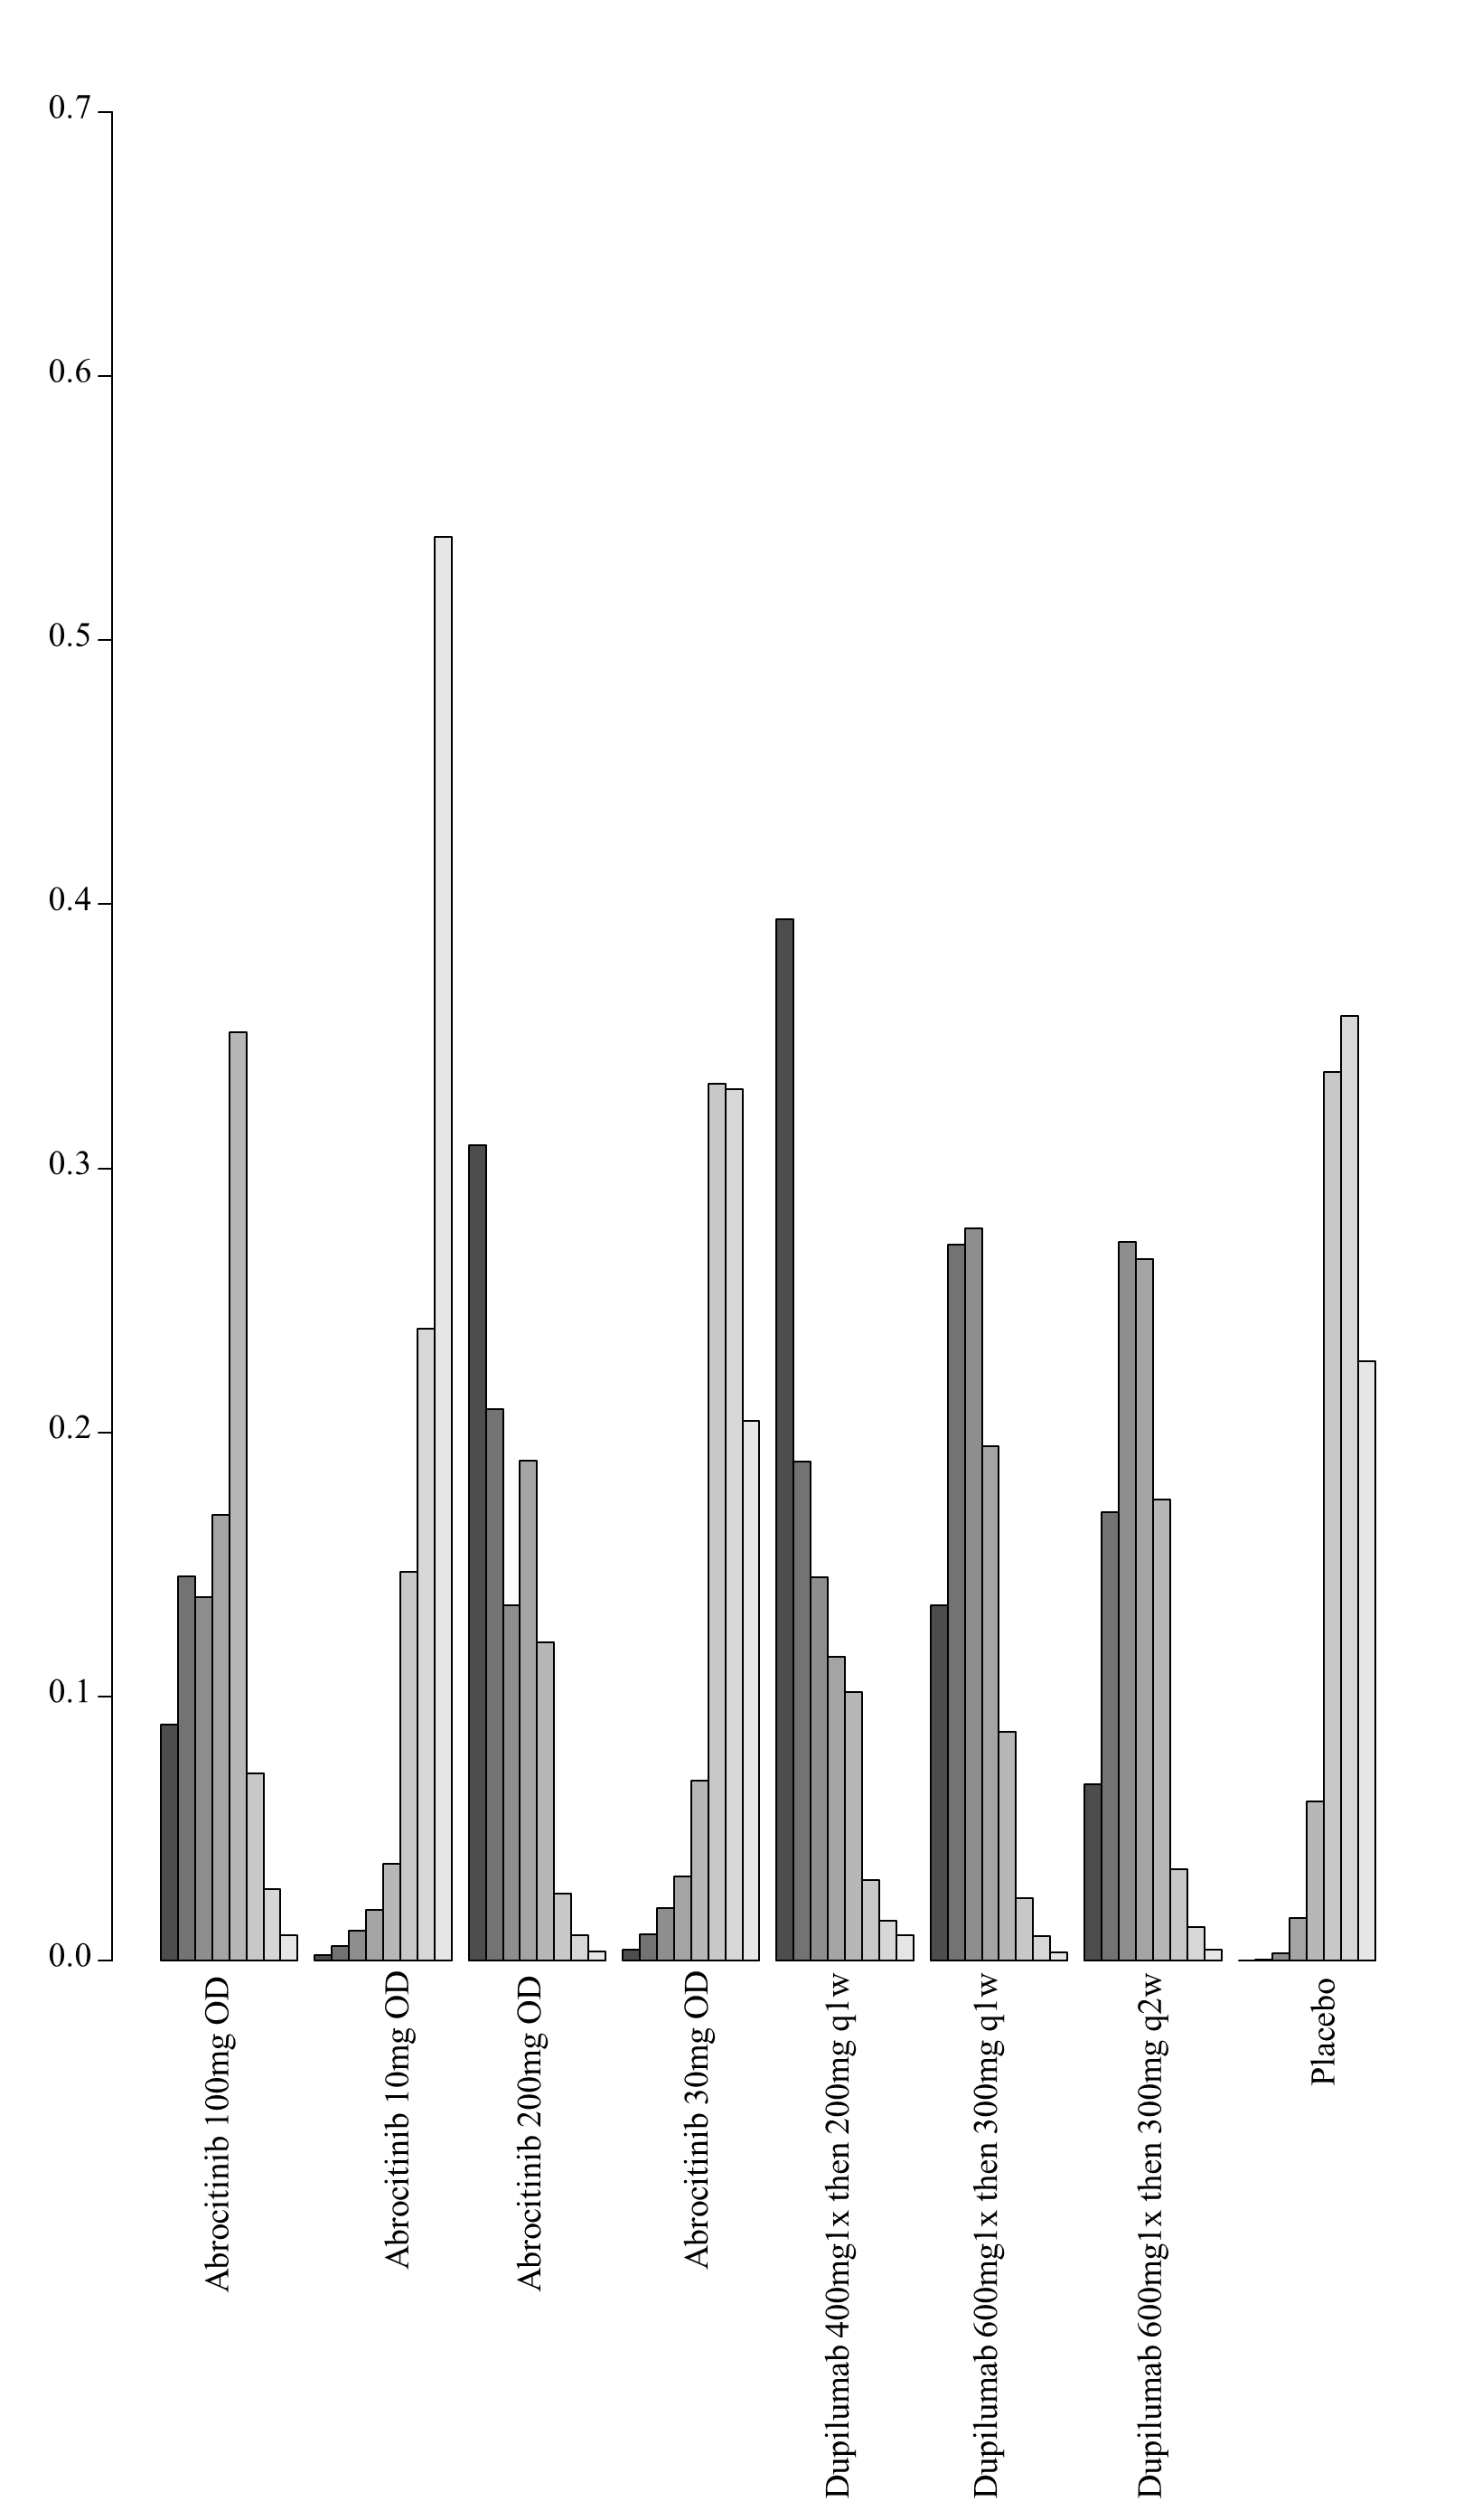 0.7
0.6
0.5
0.4
0.3
0.2
0.1
0.0
Abrocitinib 100mg OD
Abrocitinib 10mg OD
Abrocitinib 200mg OD
Abrocitinib 30mg OD
Dupilumab 400mg1x then 200mg q1w
Dupilumab 600mg1x then 300mg q1w
Dupilumab 600mg1x then 300mg q2w
Placebo